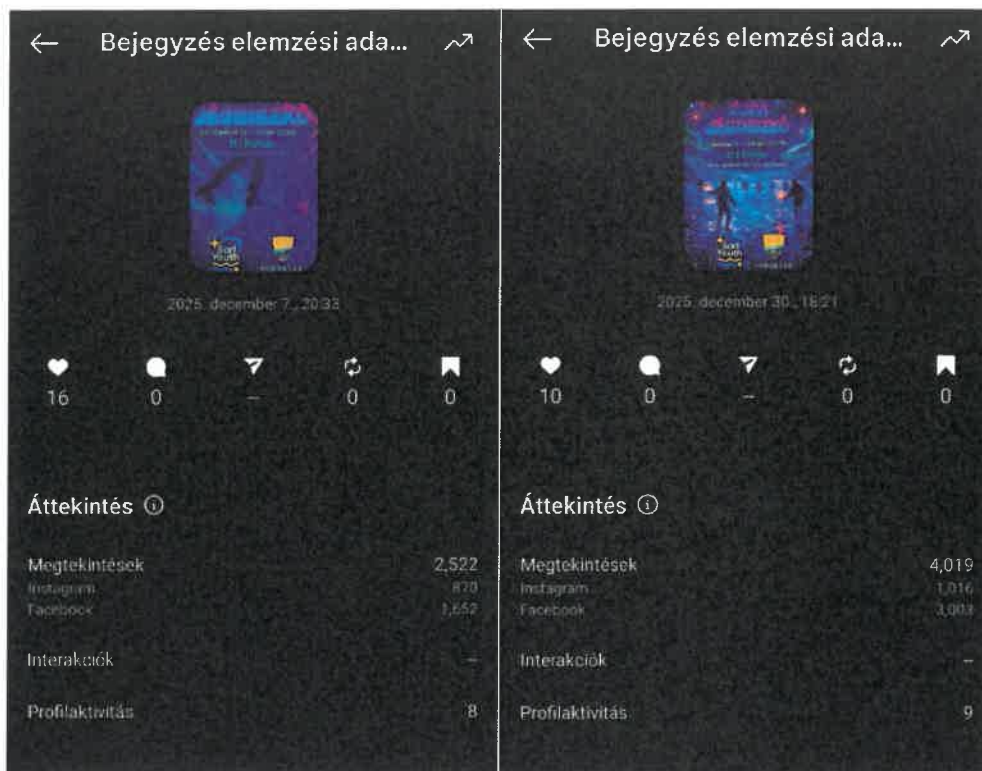 Bejegyzés elemzési ada...
2025. december 7., 20:33
16 0 – 0 0
Áttekintés
Megtekintések 2,522
Instagram 870
Facebook 1,652
Interakciók –
Profilaktivitás 8
Bejegyzés elemzési ada...
2025. december 30., 18:21
10 0 – 0 0
Áttekintés
Megtekintések 4,019
Instagram 1,016
Facebook 3,003
Interakciók –
Profilaktivitás 9